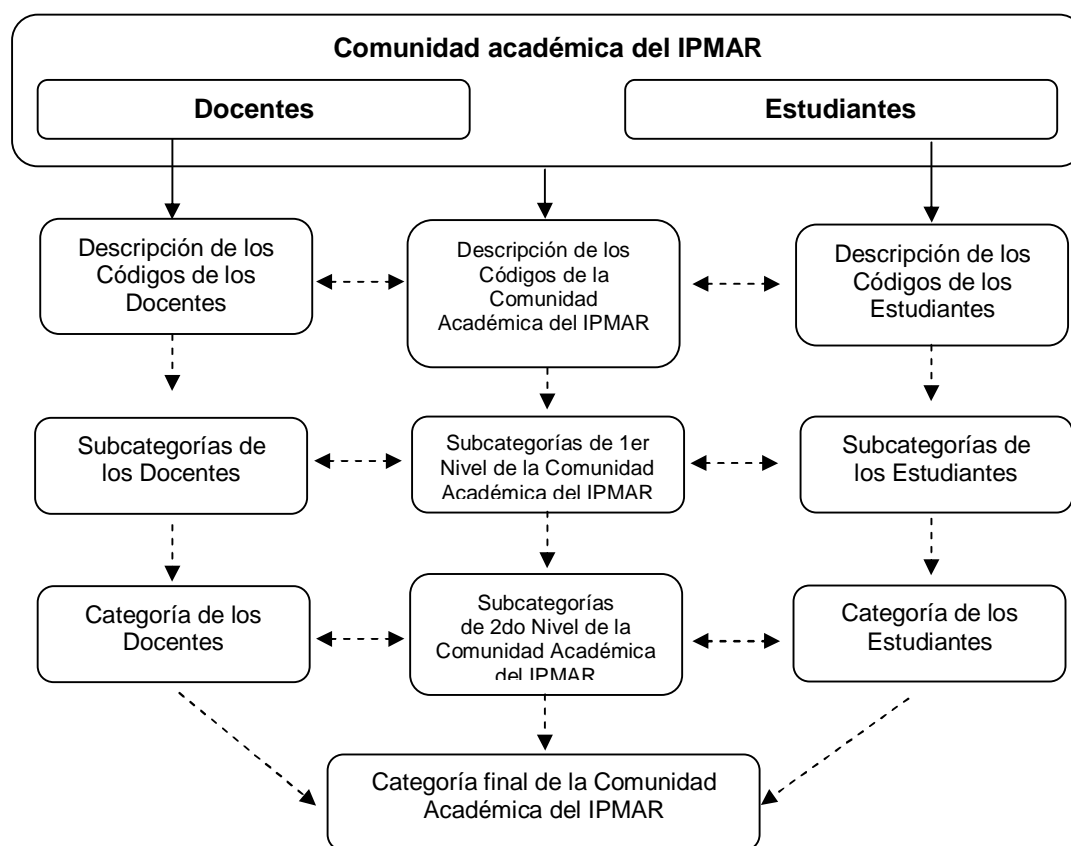 Comunidad académica del IPMAR
Docentes
Estudiantes
Descripción de los
Códigos de los
Docentes
Descripción de los
Códigos de la
Comunidad
Académica del IPMAR
Descripción de los
Códigos de los
Estudiantes
Subcategorías de
los Docentes
Subcategorías de 1er
Nivel de la Comunidad
Académica del IPMAR
Subcategorías de
los Estudiantes
Categoría de los
Docentes
Subcategorías
de 2do Nivel de la
Comunidad Académica
del IPMAR
Categoría de los
Estudiantes
Categoría final de la Comunidad
Académica del IPMAR